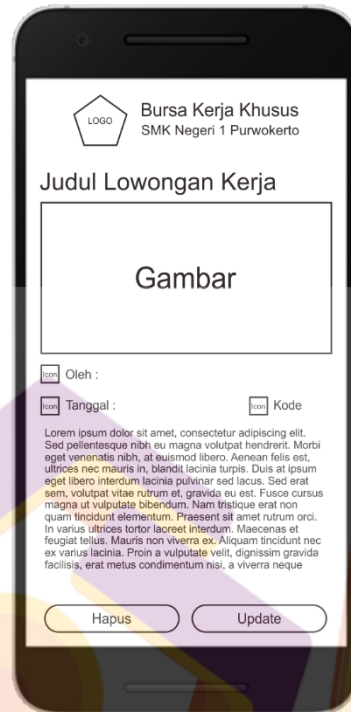 LOGO
Bursa Kerja Khusus
SMK Negeri 1 Purwokerto
Judul Lowongan Kerja
Gambar
Icon Oleh :
Icon Tanggal : Icon Kode
Lorem ipsum dolor sit amet, consectetur adipiscing elit.
Sed pellentesque nibh eu magna volutpat hendrerit. Morbi
eget venenatis nibh, at euismod libero. Aenean felis est,
ultrices nec mauris in, blandit lacinia turpis. Duis at ipsum
eget libero interdum lacinia pulvinar sed lacus. Sed erat
sem, volutpat vitae rutrum et, gravida eu est. Fusce cursus
magna ut vulputate bibendum. Nam tristique erat non
quam tincidunt elementum. Praesent sit amet rutrum orci.
In varius ultrices tortor laoreet interdum. Maecenas et
feugiat tellus. Mauris non viverra ex. Aliquam tincidunt nec
ex varius lacinia. Proin a vulputate velit, dignissim gravida
facilisis, erat metus condimentum nisi, a viverra neque
Hapus Update